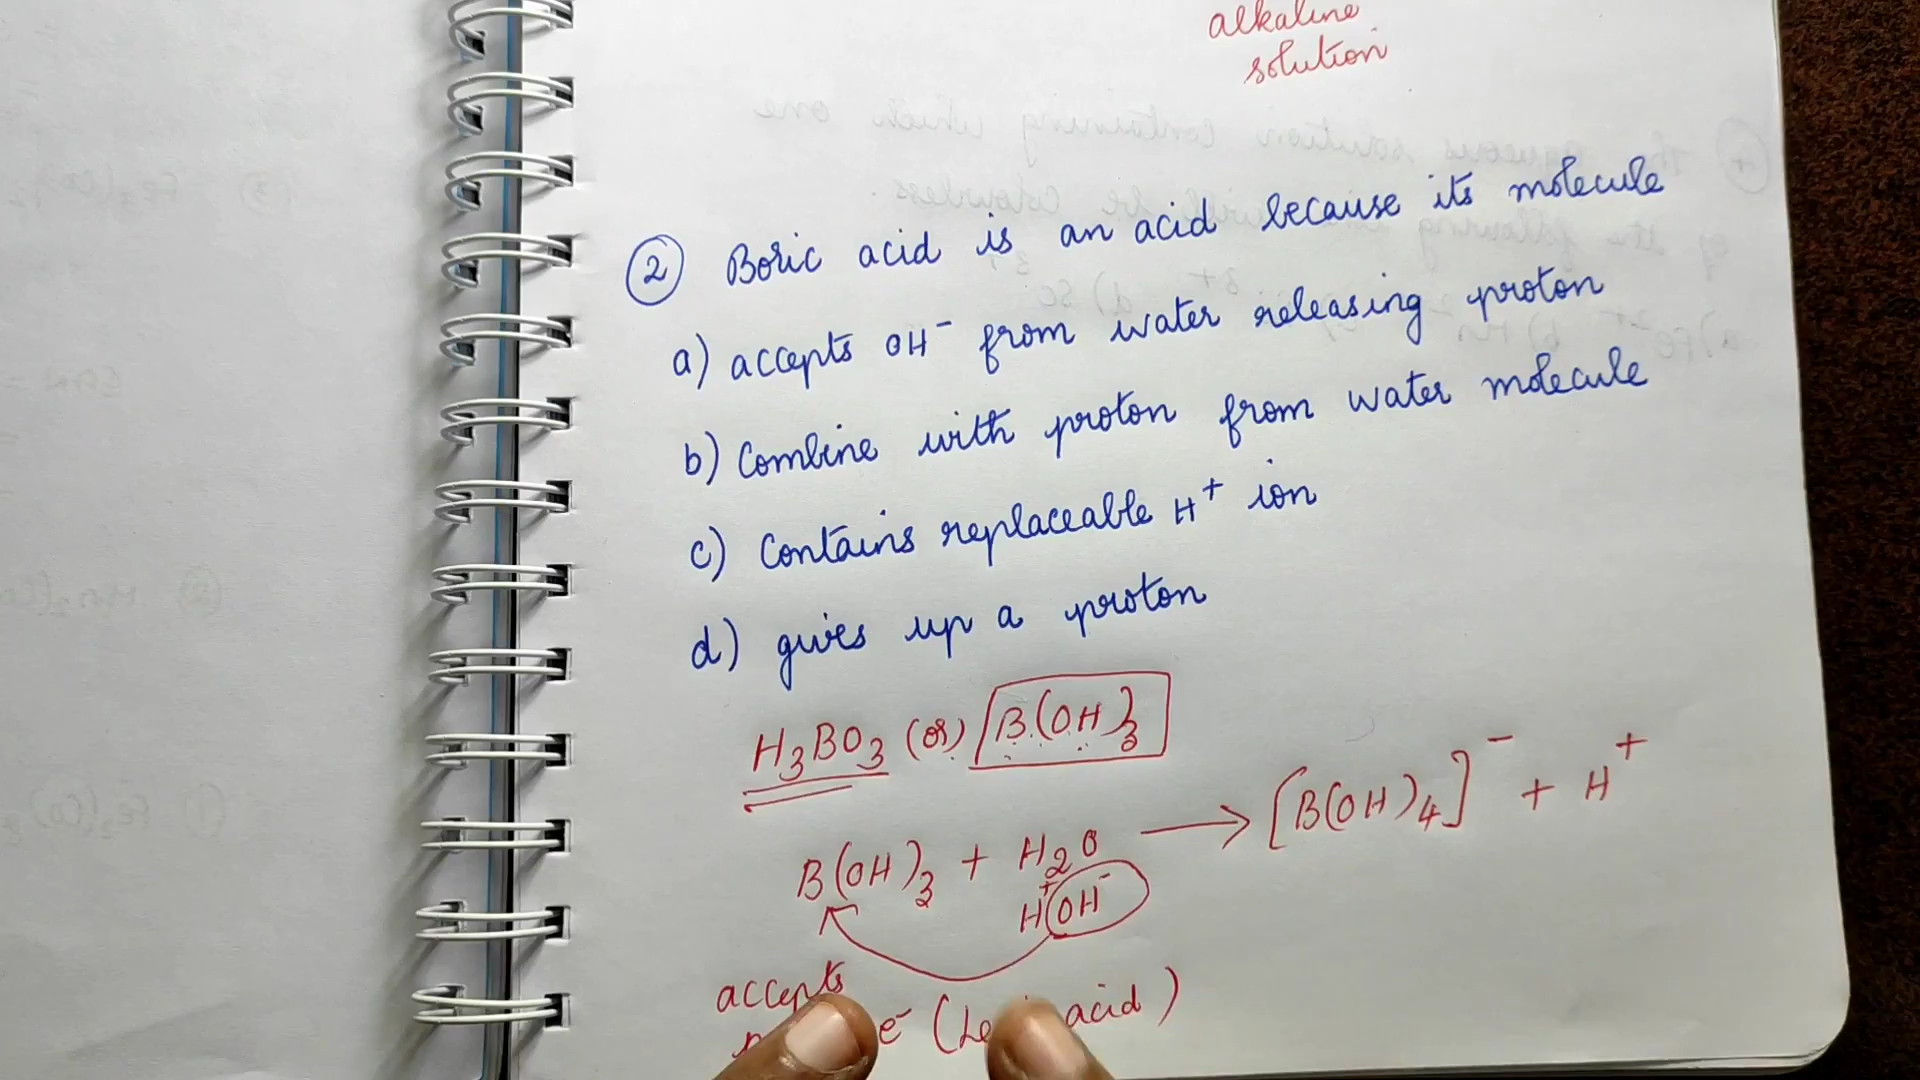 alkaline
solution
② Boric acid is an acid because its molecule
a) accepts OH⁻ from water releasing proton
b) Combine with proton from water molecule
c) Contains replaceable H⁺ ion
d) gives up a proton
H₃BO₃ (or) B(OH)₃
B(OH)₃ + H₂O → [B(OH)₄]⁻ + H⁺
H⁺OH⁻
accepts
e⁻ (acid)